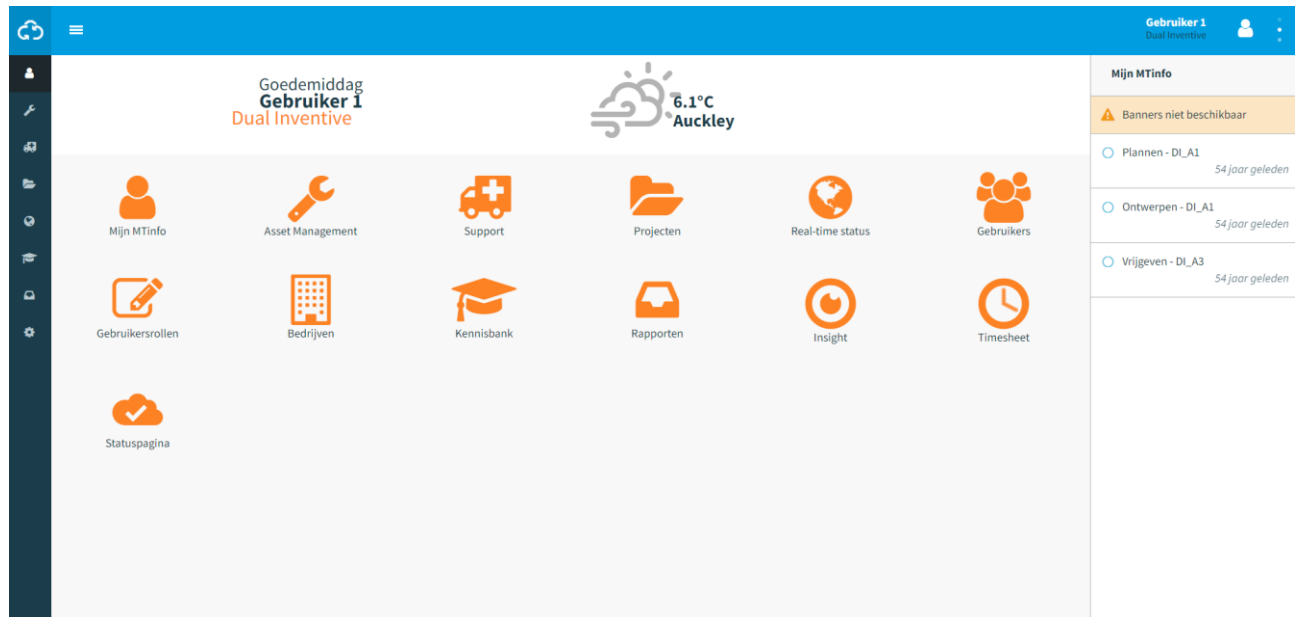 Gebruiker 1
Dual Inventive
Goedemiddag
Gebruiker 1
Dual Inventive
6.1°C
Auckley
Mijn MTinfo
Asset Management
Support
Projecten
Real-time status
Gebruikers
Gebruikersrollen
Bedrijven
Kennisbank
Rapporten
Insight
Timesheet
Statuspagina
Mijn MTinfo
Banners niet beschikbaar
Plannen - DI_A1
54 jaar geleden
Ontwerpen - DI_A1
54 jaar geleden
Vrijgeven - DI_A3
54 jaar geleden